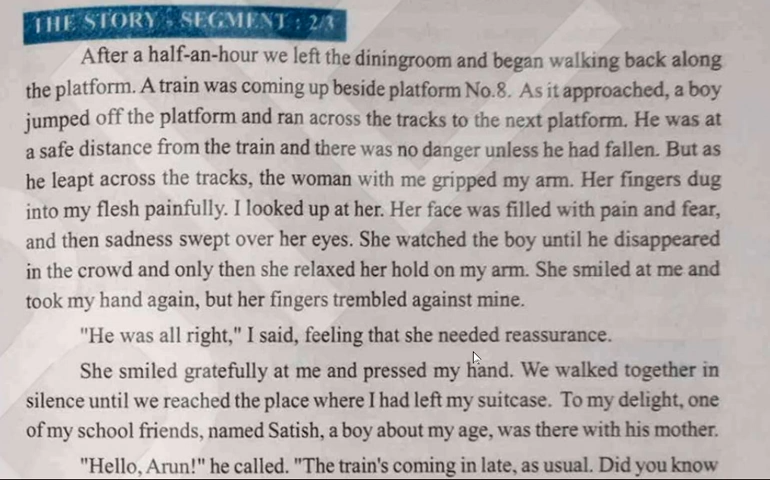 THE STORY : SEGMENT : 2/3
After a half-an-hour we left the diningroom and began walking back along
the platform. A train was coming up beside platform No.8. As it approached, a boy
jumped off the platform and ran across the tracks to the next platform. He was at
a safe distance from the train and there was no danger unless he had fallen. But as
he leapt across the tracks, the woman with me gripped my arm. Her fingers dug
into my flesh painfully. I looked up at her. Her face was filled with pain and fear,
and then sadness swept over her eyes. She watched the boy until he disappeared
in the crowd and only then she relaxed her hold on my arm. She smiled at me and
took my hand again, but her fingers trembled against mine.
"He was all right," I said, feeling that she needed reassurance.
She smiled gratefully at me and pressed my hand. We walked together in
silence until we reached the place where I had left my suitcase. To my delight, one
of my school friends, named Satish, a boy about my age, was there with his mother.
"Hello, Arun!" he called. "The train's coming in late, as usual. Did you know